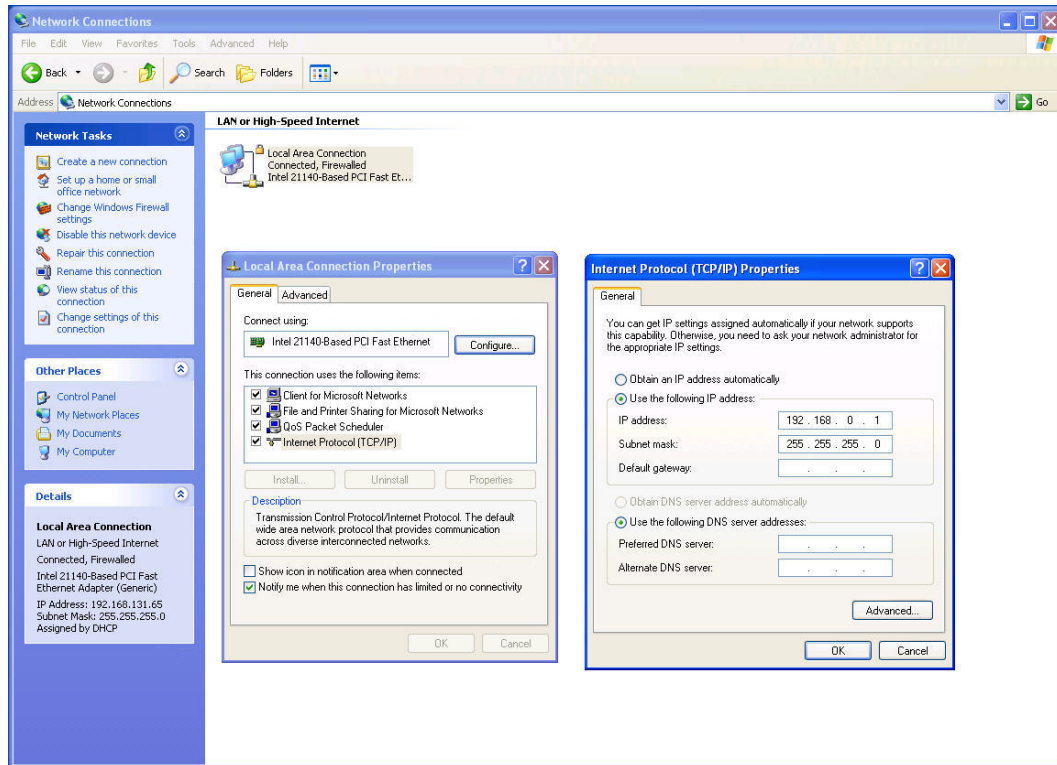 Network Connections
File Edit View Favorites Tools Advanced Help
Back Search Folders
Address Network Connections Go
Network Tasks
Create a new connection
Set up a home or small
office network
Change Windows Firewall
settings
Disable this network device
Repair this connection
Rename this connection
View status of this
connection
Change settings of this
connection
Other Places
Control Panel
My Network Places
My Documents
My Computer
Details
Local Area Connection
LAN or High-Speed Internet
Connected, Firewalled
Intel 21140-Based PCI Fast
Ethernet Adapter (Generic)
IP Address: 192.168.131.65
Subnet Mask: 255.255.255.0
Assigned by DHCP
LAN or High-Speed Internet
Local Area Connection
Connected, Firewalled
Intel 21140-Based PCI Fast Et...
Local Area Connection Properties
General Advanced
Connect using:
Intel 21140-Based PCI Fast Ethernet Configure...
This connection uses the following items:
Client for Microsoft Networks
File and Printer Sharing for Microsoft Networks
QoS Packet Scheduler
Internet Protocol (TCP/IP)
Install... Uninstall Properties
Description
Transmission Control Protocol/Internet Protocol. The default
wide area network protocol that provides communication
across diverse interconnected networks.
Show icon in notification area when connected
Notify me when this connection has limited or no connectivity
OK Cancel
Internet Protocol (TCP/IP) Properties
General
You can get IP settings assigned automatically if your network supports
this capability. Otherwise, you need to ask your network administrator for
the appropriate IP settings.
Obtain an IP address automatically
Use the following IP address:
IP address: 192 . 168 . 0 . 1
Subnet mask: 255 . 255 . 255 . 0
Default gateway: . . .
Obtain DNS server address automatically
Use the following DNS server addresses:
Preferred DNS server: . . .
Alternate DNS server: . . .
Advanced...
OK Cancel